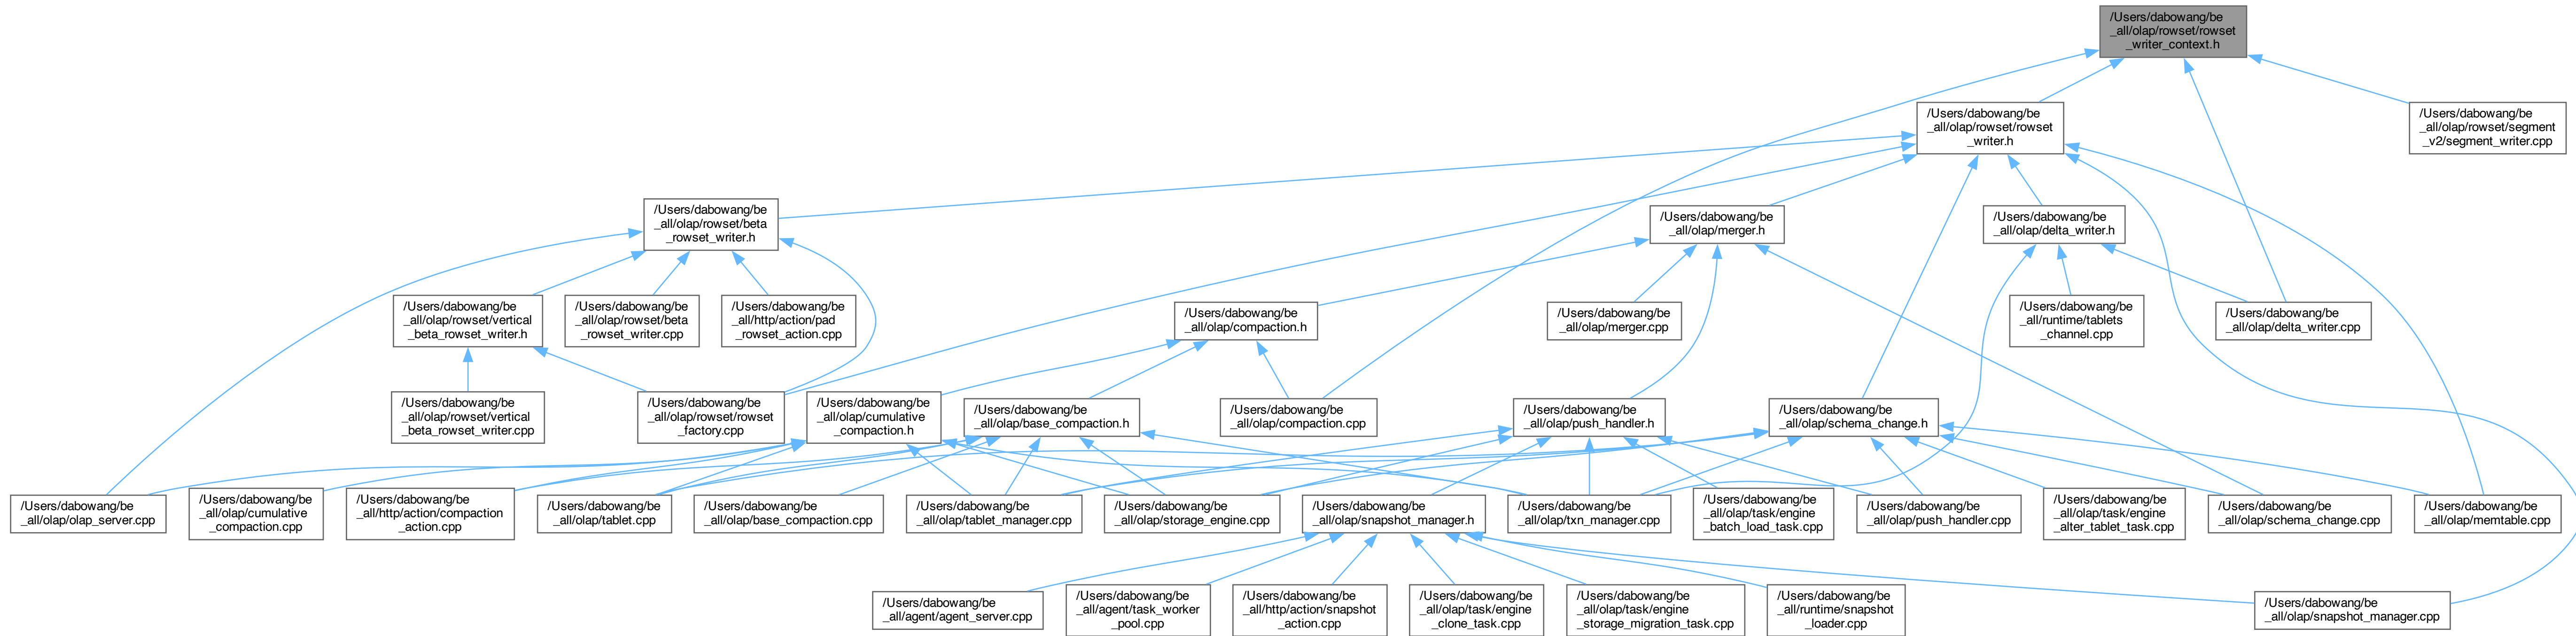 /Users/dabowang/be
_all/olap/rowset/rowset
_writer_context.h
/Users/dabowang/be
_all/olap/rowset/rowset
_writer.h
/Users/dabowang/be
_all/olap/rowset/segment
_v2/segment_writer.cpp
/Users/dabowang/be
_all/olap/rowset/beta
_rowset_writer.h
/Users/dabowang/be
_all/olap/merger.h
/Users/dabowang/be
_all/olap/delta_writer.h
/Users/dabowang/be
_all/olap/rowset/vertical
_beta_rowset_writer.h
/Users/dabowang/be
_all/olap/rowset/beta
_rowset_writer.cpp
/Users/dabowang/be
_all/http/action/pad
_rowset_action.cpp
/Users/dabowang/be
_all/olap/compaction.h
/Users/dabowang/be
_all/olap/merger.cpp
/Users/dabowang/be
_all/runtime/tablets
_channel.cpp
/Users/dabowang/be
_all/olap/delta_writer.cpp
/Users/dabowang/be
_all/olap/rowset/vertical
_beta_rowset_writer.cpp
/Users/dabowang/be
_all/olap/rowset/rowset
_factory.cpp
/Users/dabowang/be
_all/olap/cumulative
_compaction.h
/Users/dabowang/be
_all/olap/base_compaction.h
/Users/dabowang/be
_all/olap/compaction.cpp
/Users/dabowang/be
_all/olap/push_handler.h
/Users/dabowang/be
_all/olap/schema_change.h
/Users/dabowang/be
_all/olap/olap_server.cpp
/Users/dabowang/be
_all/olap/cumulative
_compaction.cpp
/Users/dabowang/be
_all/http/action/compaction
_action.cpp
/Users/dabowang/be
_all/olap/tablet.cpp
/Users/dabowang/be
_all/olap/base_compaction.cpp
/Users/dabowang/be
_all/olap/tablet_manager.cpp
/Users/dabowang/be
_all/olap/storage_engine.cpp
/Users/dabowang/be
_all/olap/snapshot_manager.h
/Users/dabowang/be
_all/olap/txn_manager.cpp
/Users/dabowang/be
_all/olap/task/engine
_batch_load_task.cpp
/Users/dabowang/be
_all/olap/push_handler.cpp
/Users/dabowang/be
_all/olap/task/engine
_alter_tablet_task.cpp
/Users/dabowang/be
_all/olap/schema_change.cpp
/Users/dabowang/be
_all/olap/memtable.cpp
/Users/dabowang/be
_all/agent/agent_server.cpp
/Users/dabowang/be
_all/agent/task_worker
_pool.cpp
/Users/dabowang/be
_all/http/action/snapshot
_action.cpp
/Users/dabowang/be
_all/olap/task/engine
_clone_task.cpp
/Users/dabowang/be
_all/olap/task/engine
_storage_migration_task.cpp
/Users/dabowang/be
_all/runtime/snapshot
_loader.cpp
/Users/dabowang/be
_all/olap/snapshot_manager.cpp